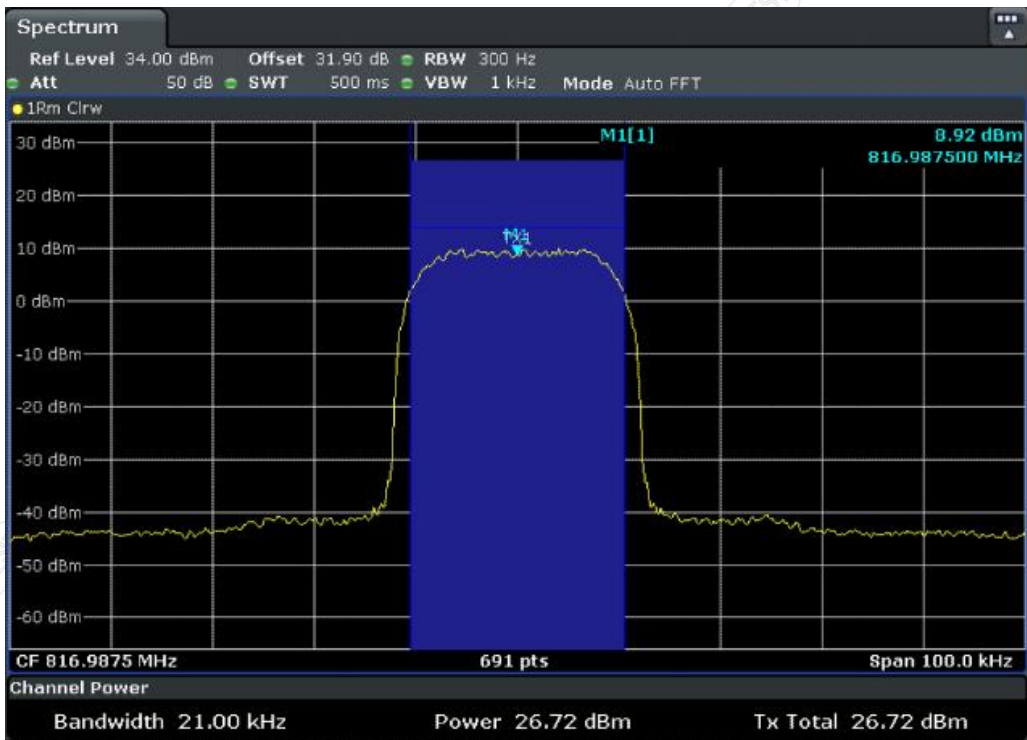 Spectrum
Ref Level 34.00 dBm Offset 31.90 dB RBW 300 Hz
Att 50 dB SWT 500 ms VBW 1 kHz Mode Auto FFT
1Rm Clrw
M1[1] 8.92 dBm
816.987500 MHz
30 dBm
20 dBm
10 dBm
0 dBm
-10 dBm
-20 dBm
-30 dBm
-40 dBm
-50 dBm
-60 dBm
CF 816.9875 MHz 691 pts Span 100.0 kHz
Channel Power
Bandwidth 21.00 kHz Power 26.72 dBm Tx Total 26.72 dBm